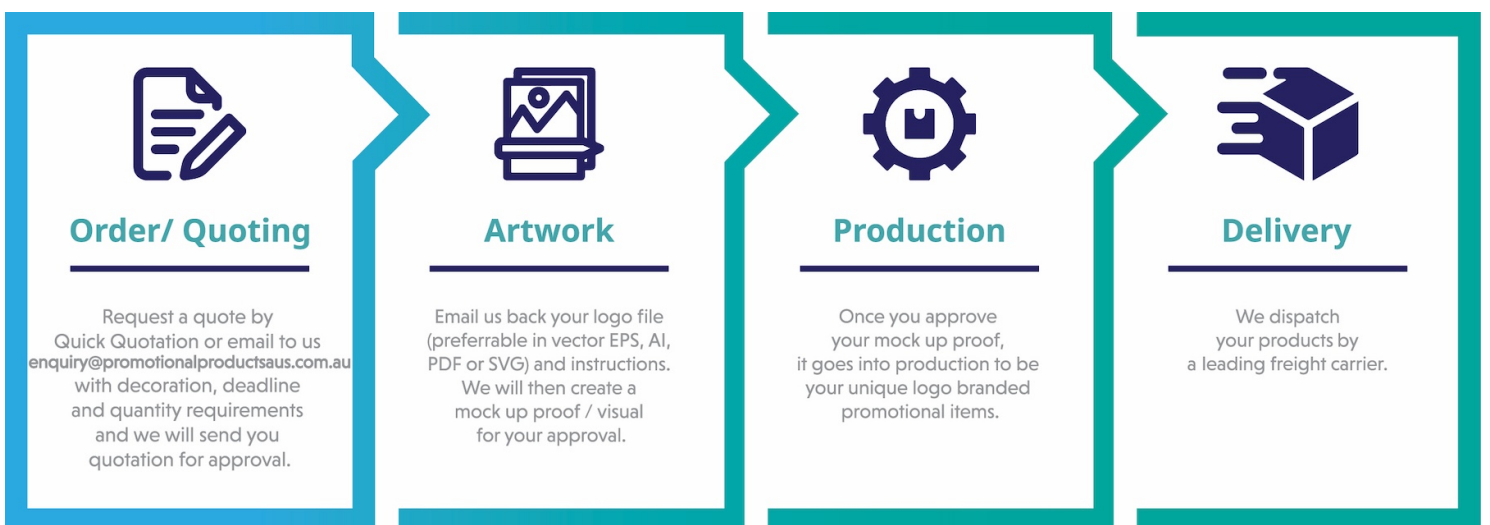 Order/ Quoting
Request a quote by
Quick Quotation or email to us
enquiry@promotionalproductsaus.com.au
with decoration, deadline
and quantity requirements
and we will send you
quotation for approval.
Artwork
Email us back your logo file
(preferrable in vector EPS, AI,
PDF or SVG) and instructions.
We will then create a
mock up proof / visual
for your approval.
Production
Once you approve
your mock up proof,
it goes into production to be
your unique logo branded
promotional items.
Delivery
We dispatch
your products by
a leading freight carrier.